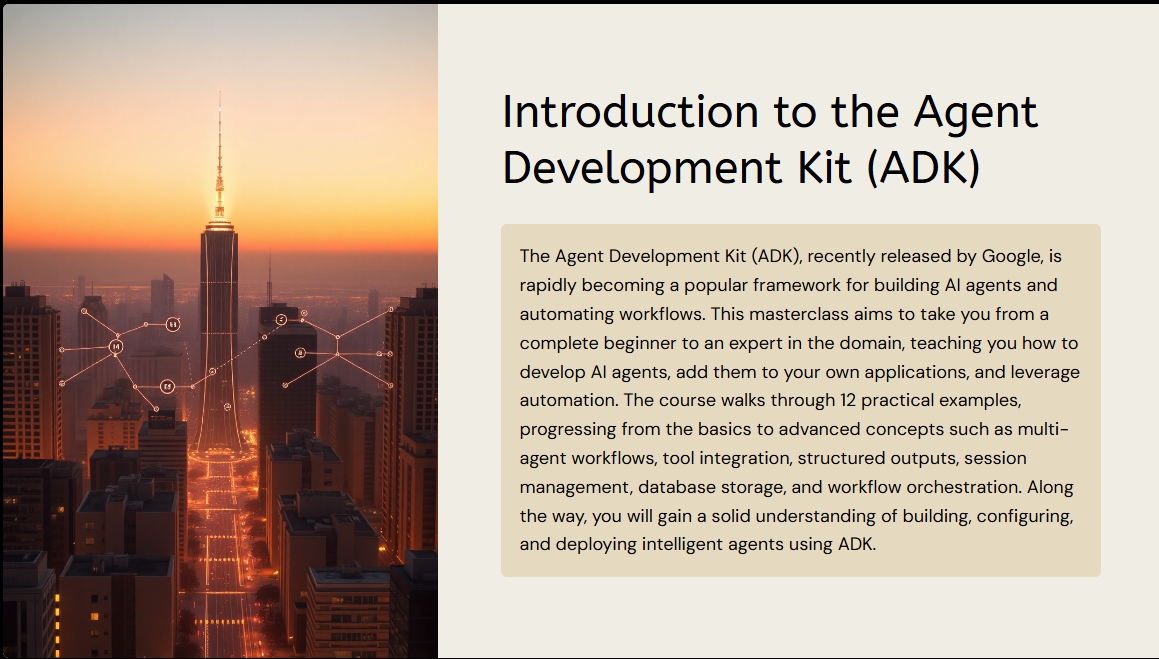 Introduction to the Agent
Development Kit (ADK)
The Agent Development Kit (ADK), recently released by Google, is
rapidly becoming a popular framework for building AI agents and
automating workflows. This masterclass aims to take you from a
complete beginner to an expert in the domain, teaching you how to
develop AI agents, add them to your own applications, and leverage
automation. The course walks through 12 practical examples,
progressing from the basics to advanced concepts such as multi-
agent workflows, tool integration, structured outputs, session
management, database storage, and workflow orchestration. Along
the way, you will gain a solid understanding of building, configuring,
and deploying intelligent agents using ADK.